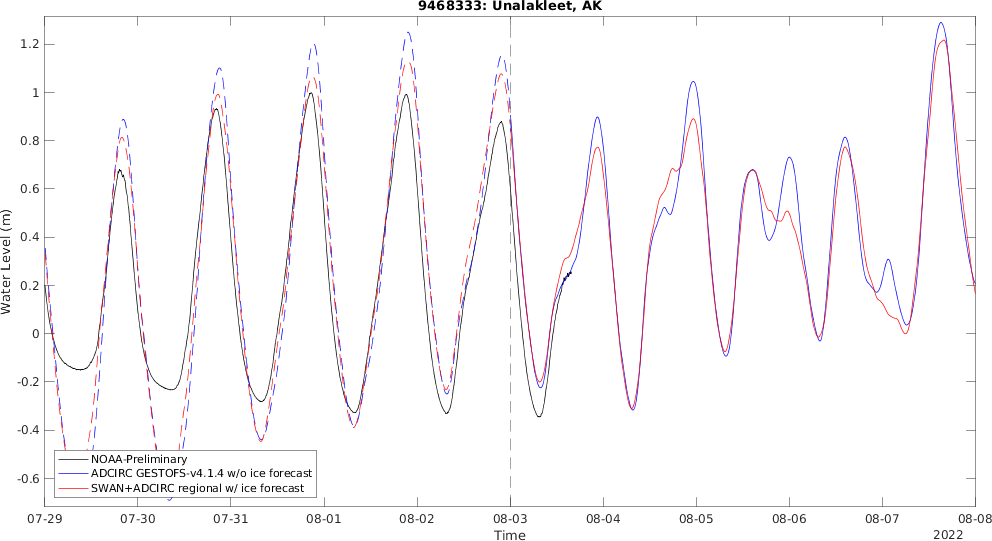 9468333: Unalakleet, AK
Water Level (m)
1.2
1
0.8
0.6
0.4
0.2
0
-0.2
-0.4
-0.6
NOAA-Preliminary
ADCIRC GESTOFS-v4.1.4 w/o ice forecast
SWAN+ADCIRC regional w/ ice forecast
07-29 07-30 07-31 08-01 08-02 08-03 08-04 08-05 08-06 08-07 08-08
Time
2022